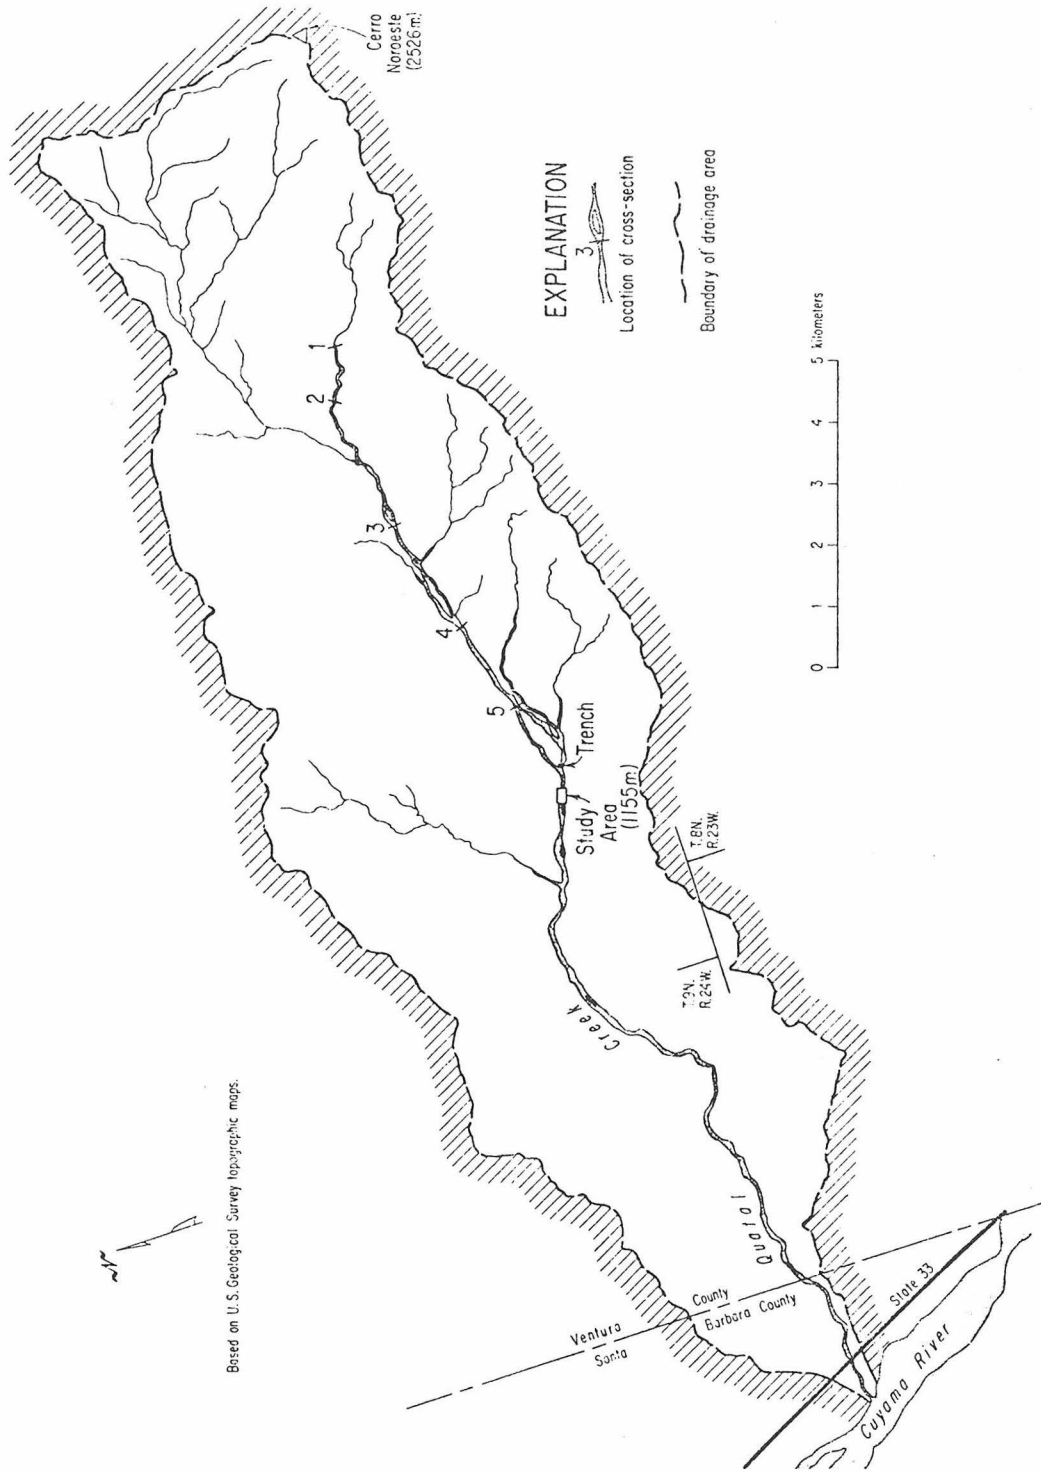 Cerro
Noroeste
(2526m)
EXPLANATION
3
Location of cross-section
Boundary of drainage area
1
2
3
4
5
Trench
Study
Area
(1155m)
0 1 2 3 4 5 kilometers
T.8N.
R.23W.
T.9N.
R.24W.
Quatal Creek
N
Based on U.S. Geological Survey topographic maps.
Ventura County
Santa Barbara County
State 33
Cuyama River